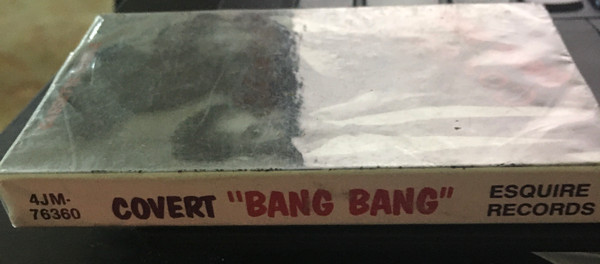 4JM-
76360
COVERT "BANG BANG"
ESQUIRE
RECORDS